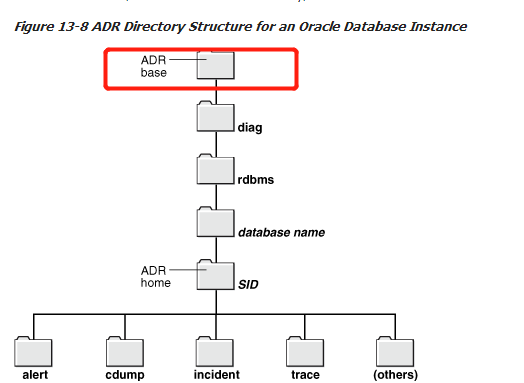 Figure 13-8 ADR Directory Structure for an Oracle Database Instance
ADR
base
diag
rdbms
database name
ADR
home
SID
alert
cdump
incident
trace
(others)